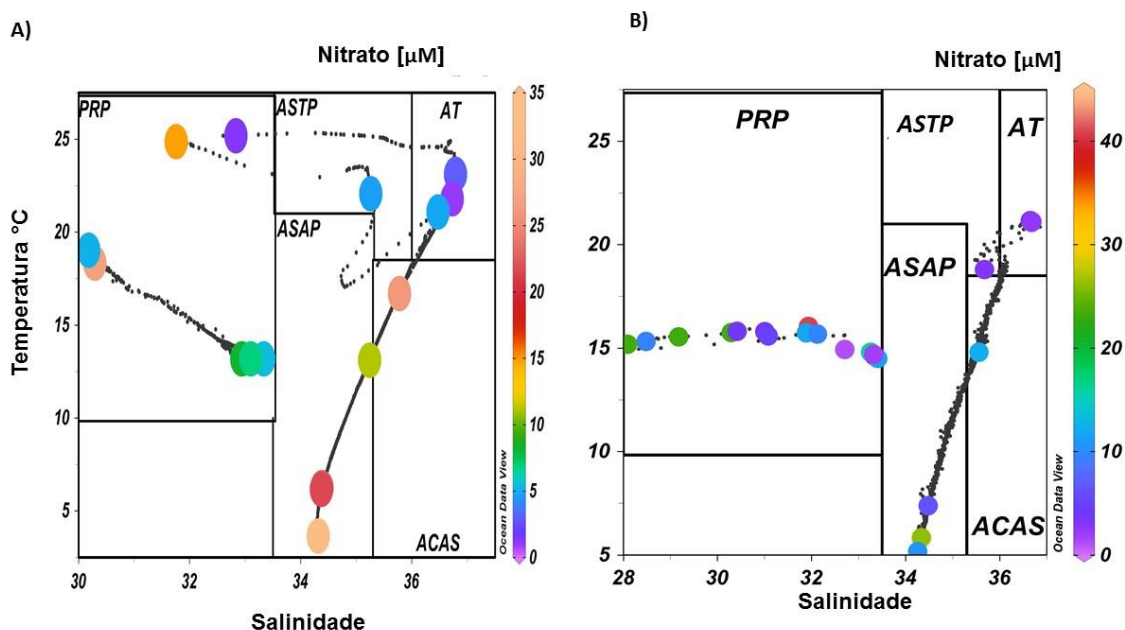 A)
Nitrato [µM]
PRP
ASTP
AT
ASAP
ACAS
25
20
15
10
5
30
32
34
36
Temperatura °C
Salinidade
35
30
25
20
15
10
5
0
Ocean Data View
B)
Nitrato [µM]
PRP
ASTP
AT
ASAP
ACAS
25
20
15
10
5
28
30
32
34
36
Salinidade
40
30
20
10
0
Ocean Data View